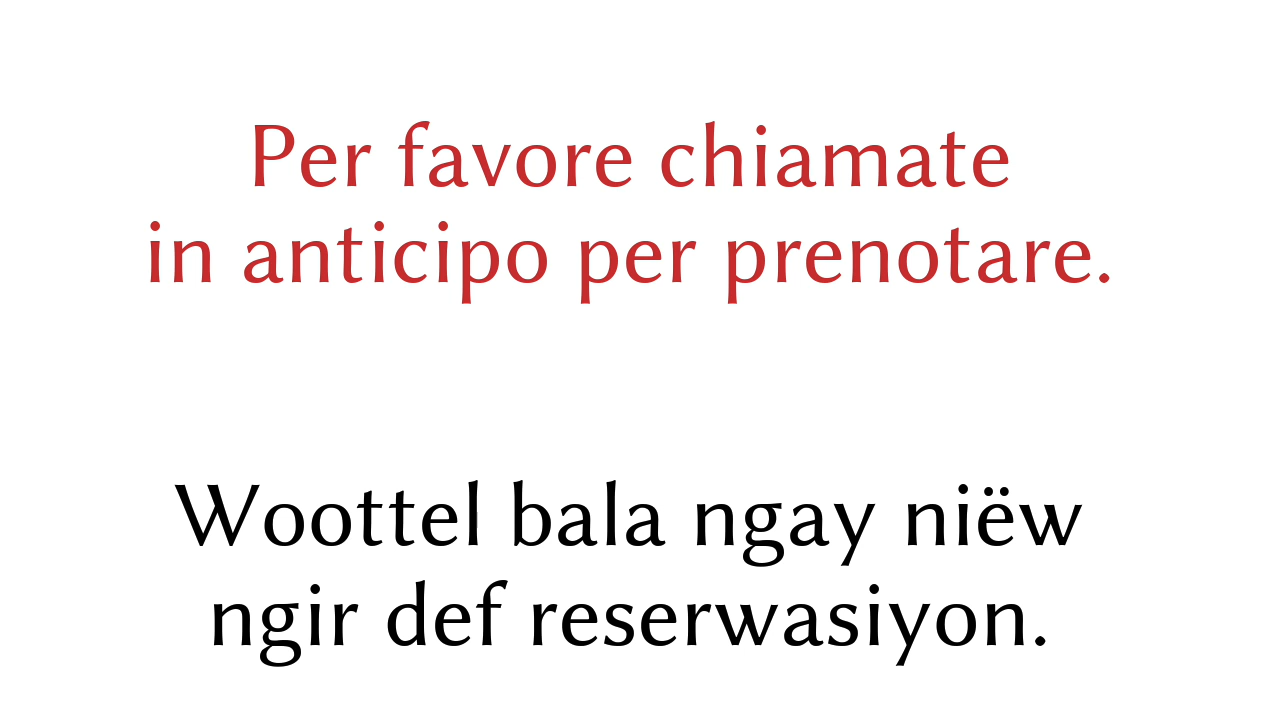 Per favore chiamate
in anticipo per prenotare.
Woottel bala ngay niëw
ngir def reserwasiyon.